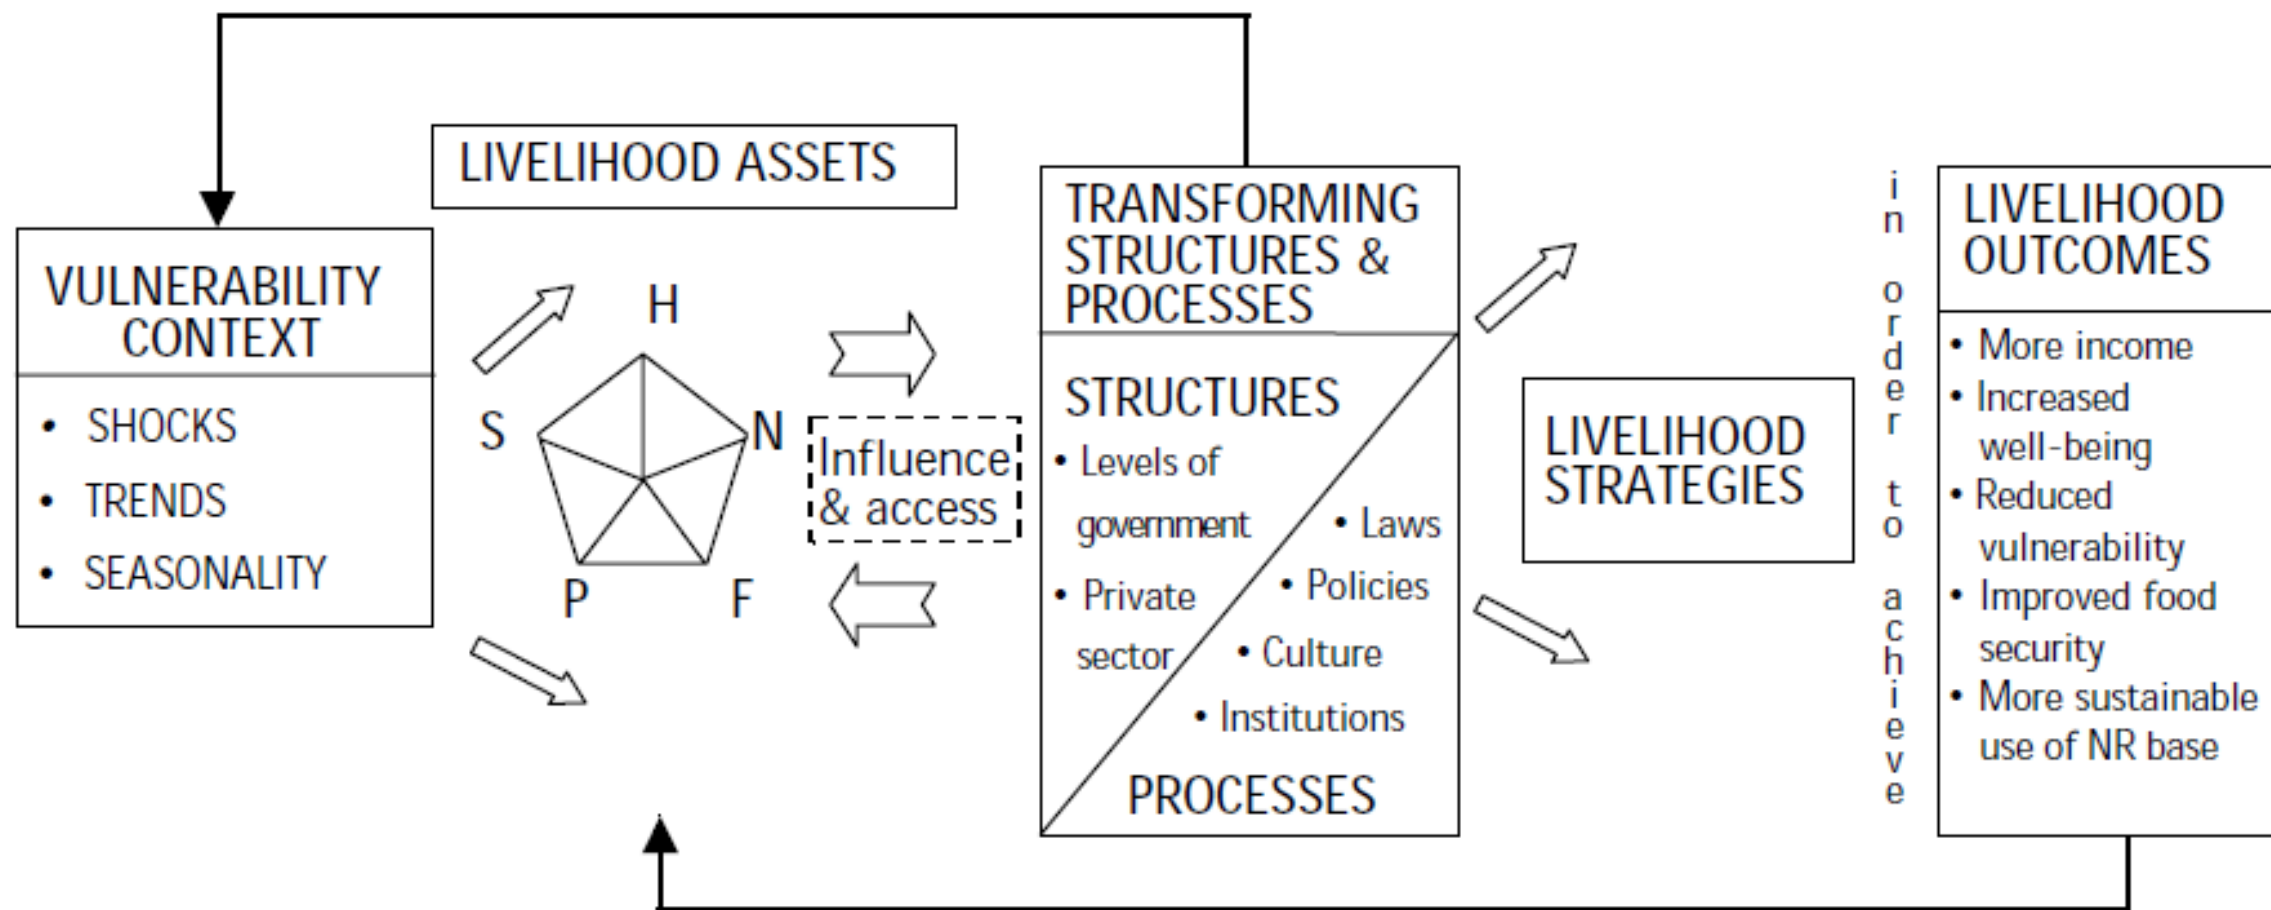 LIVELIHOOD ASSETS
VULNERABILITY
CONTEXT
• SHOCKS
• TRENDS
• SEASONALITY
H
S
N
P
F
Influence
& access
TRANSFORMING
STRUCTURES &
PROCESSES
STRUCTURES
• Levels of
government
• Private
sector
• Laws
• Policies
• Culture
• Institutions
PROCESSES
LIVELIHOOD
STRATEGIES
in order to achieve
LIVELIHOOD
OUTCOMES
• More income
• Increased
well-being
• Reduced
vulnerability
• Improved food
security
• More sustainable
use of NR base